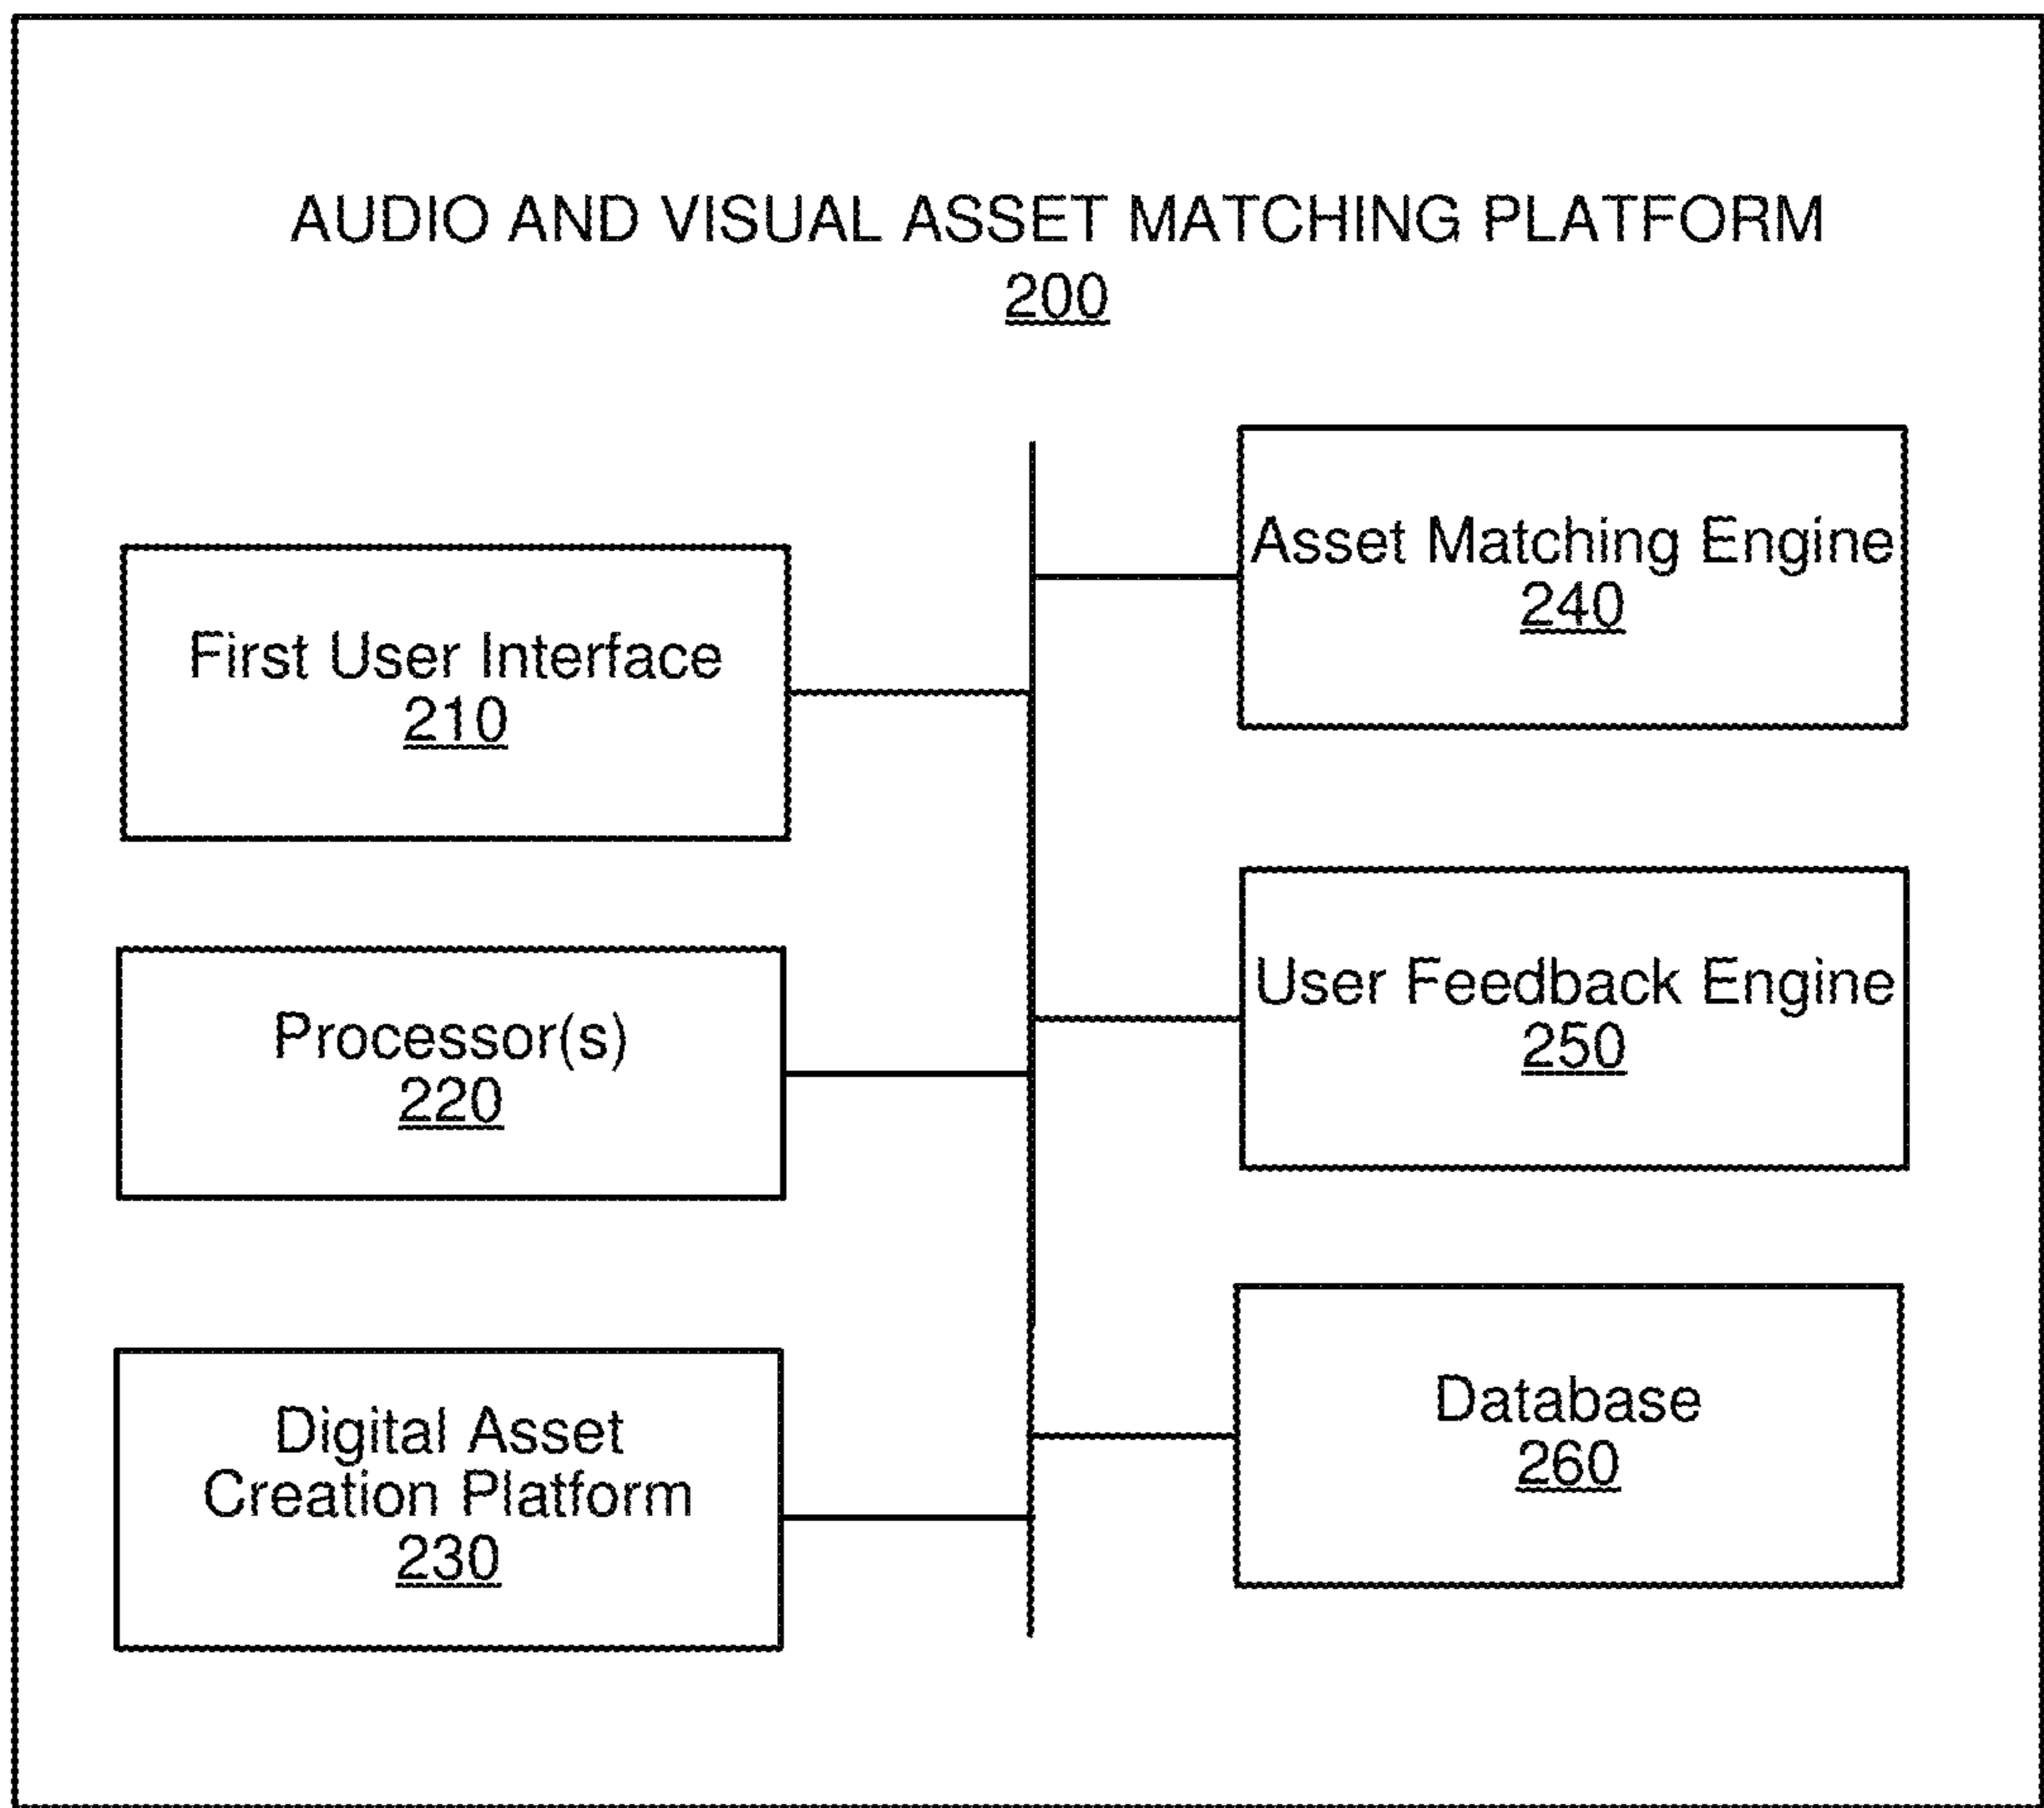 AUDIO AND VISUAL ASSET MATCHING PLATFORM
200
First User Interface
210
Processor(s)
220
Digital Asset
Creation Platform
230
Asset Matching Engine
240
User Feedback Engine
250
Database
260